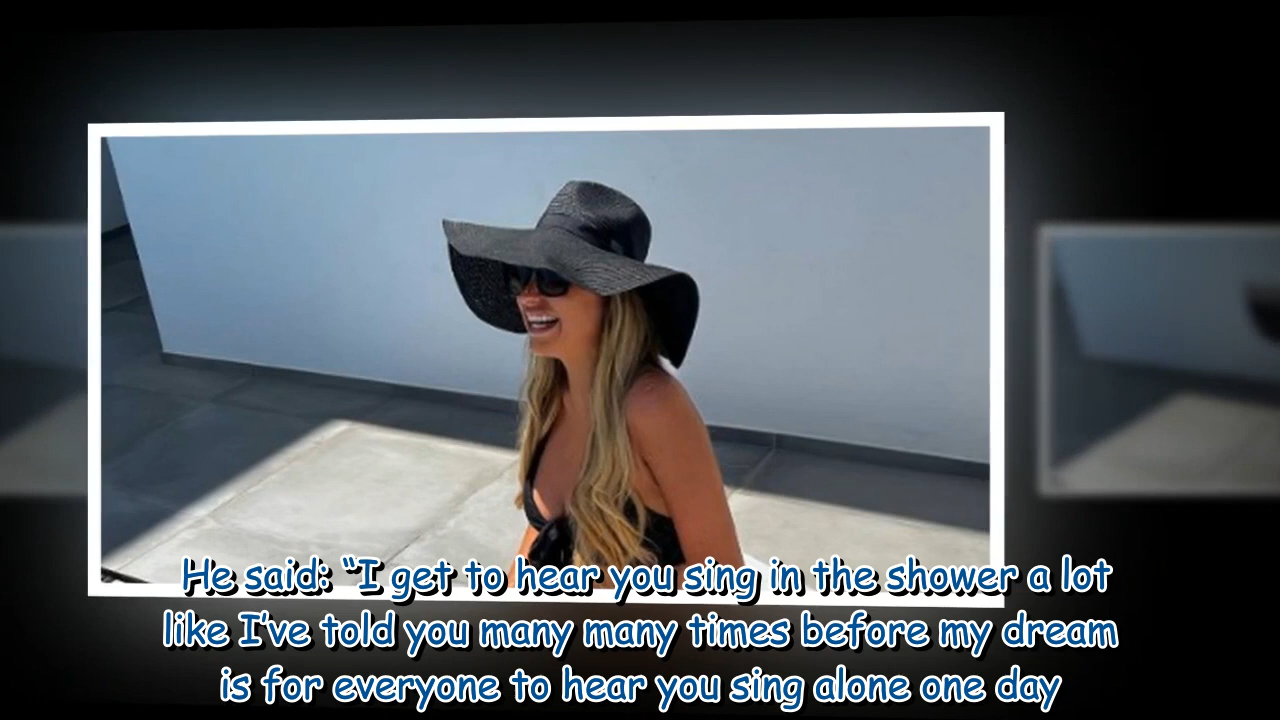 He said: “I get to hear you sing in the shower a lot
like I’ve told you many many times before my dream
is for everyone to hear you sing alone one day